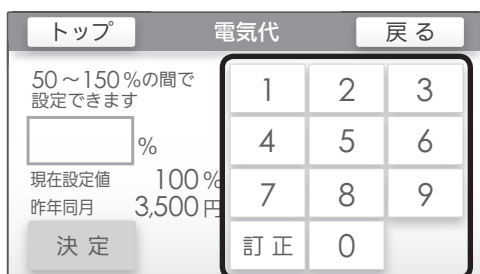 トップ 電気代 戻る
50～150%の間で
設定できます
%
現在設定値 100%
昨年同月 3,500円
決定
1 2 3
4 5 6
7 8 9
訂正 0